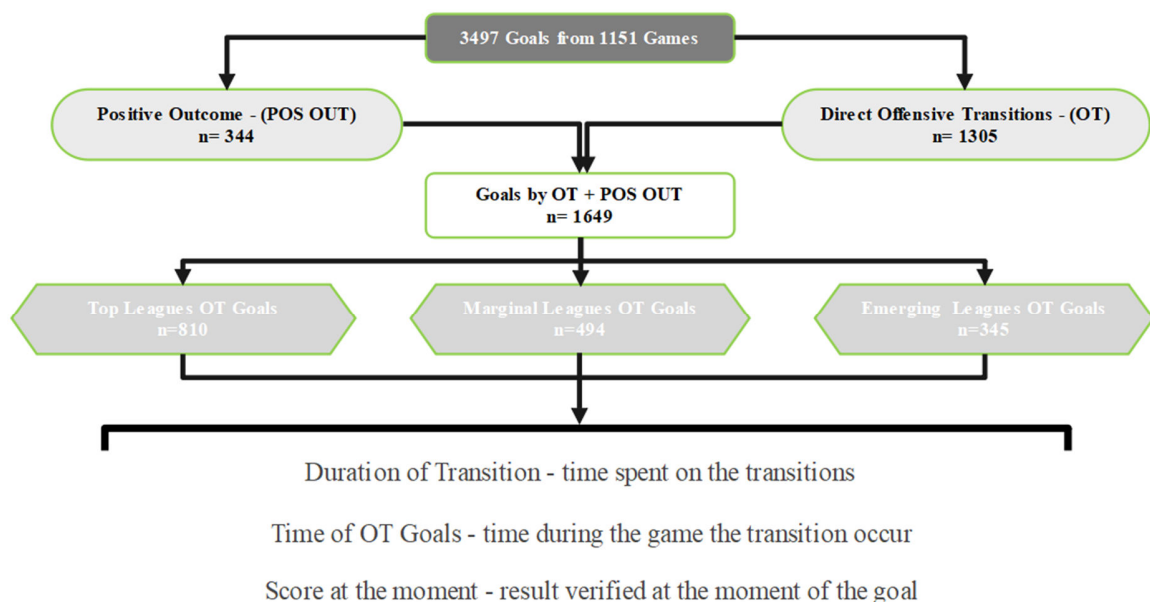 3497 Goals from 1151 Games
Positive Outcome - (POS OUT)
n= 344
Direct Offensive Transitions - (OT)
n= 1305
Goals by OT + POS OUT
n= 1649
Top Leagues OT Goals
n=810
Marginal Leagues OT Goals
n=494
Emerging Leagues OT Goals
n=345
Duration of Transition - time spent on the transitions
Time of OT Goals - time during the game the transition occur
Score at the moment - result verified at the moment of the goal